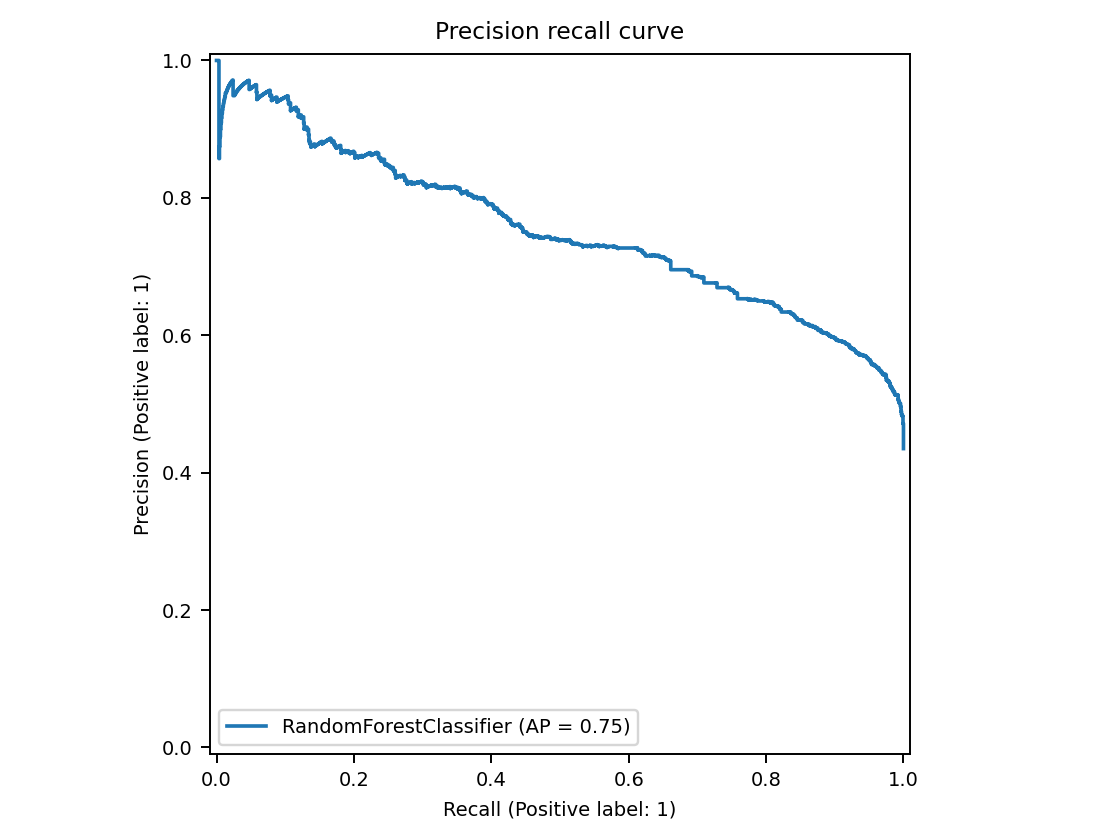 Precision recall curve
1.0
0.8
0.6
0.4
0.2
0.0
Precision (Positive label: 1)
RandomForestClassifier (AP = 0.75)
0.0 0.2 0.4 0.6 0.8 1.0
Recall (Positive label: 1)